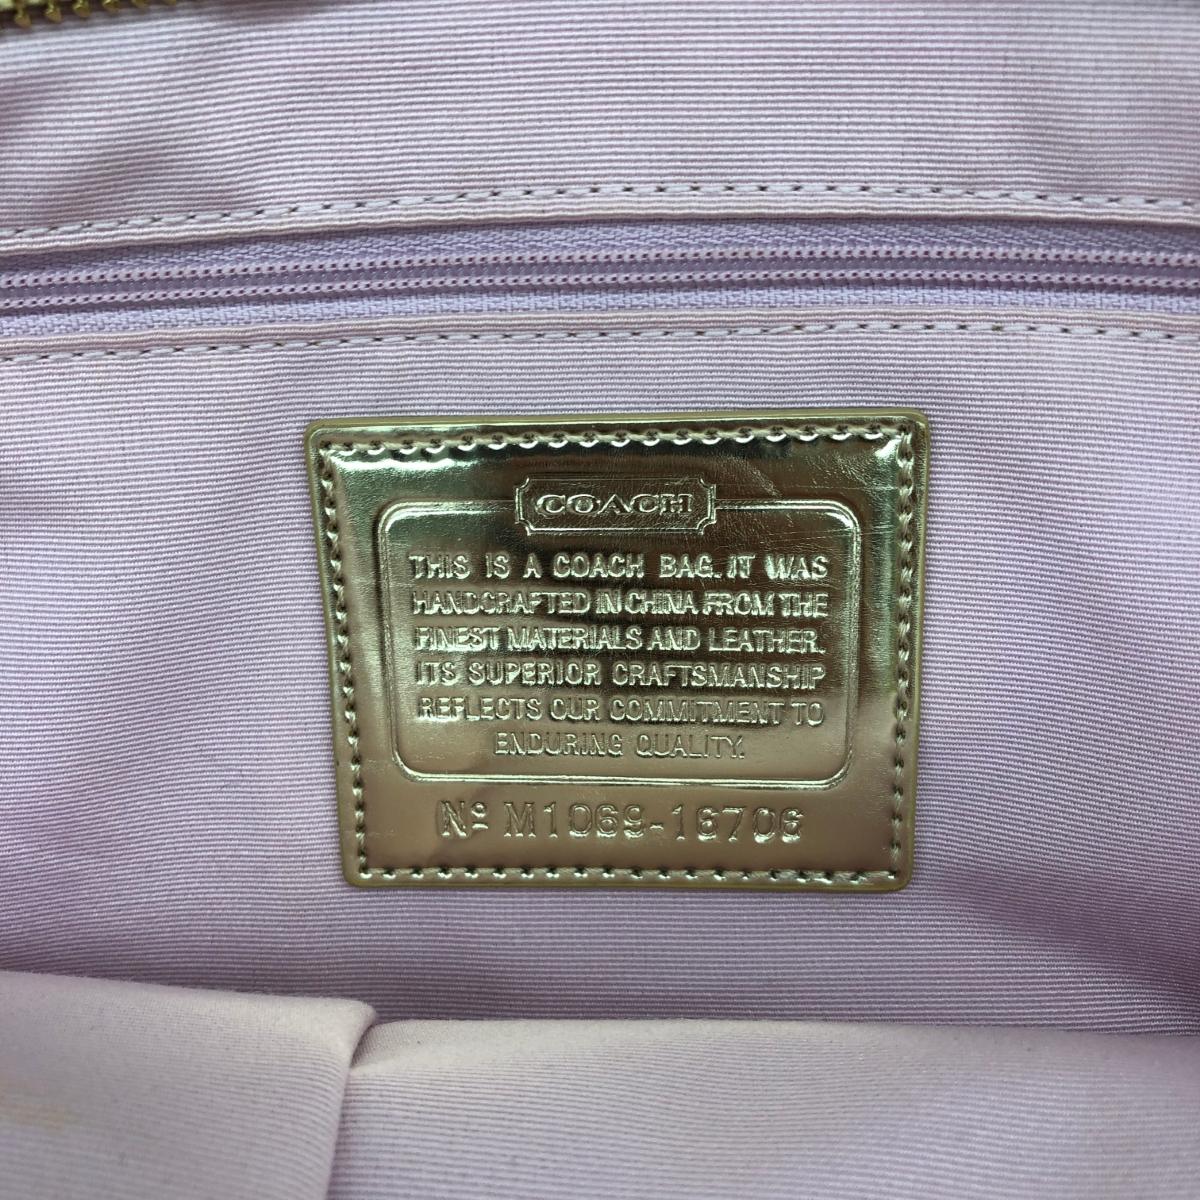 COACH
THIS IS A COACH BAG. IT WAS
HANDCRAFTED IN CHINA FROM THE
FINEST MATERIALS AND LEATHER.
ITS SUPERIOR CRAFTSMANSHIP
REFLECTS OUR COMMITMENT TO
ENDURING QUALITY.
Nº M1069-16706